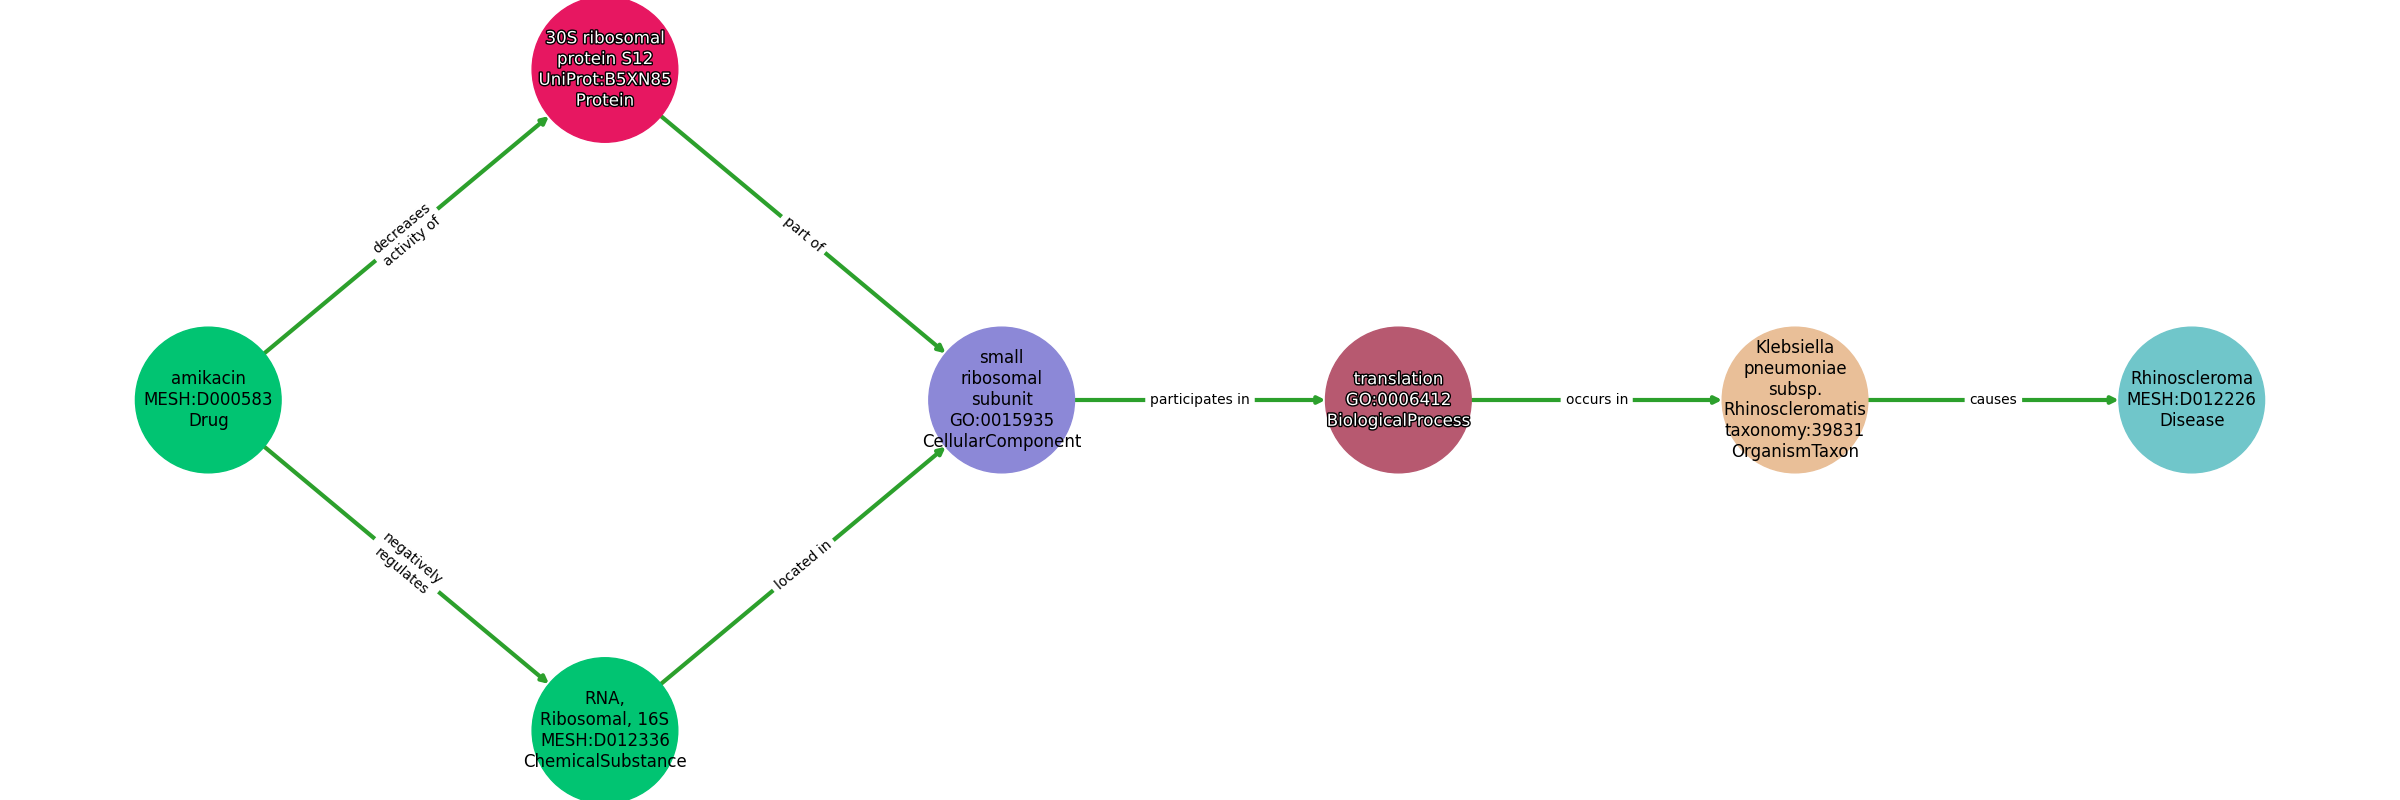 30S ribosomal
protein S12
UniProt:B5XN85
Protein
decreases
activity of
part of
amikacin
MESH:D000583
Drug
small
ribosomal
subunit
GO:0015935
CellularComponent
participates in
translation
GO:0006412
BiologicalProcess
occurs in
Klebsiella
pneumoniae
subsp.
Rhinoscleromatis
taxonomy:39831
OrganismTaxon
causes
Rhinoscleroma
MESH:D012226
Disease
negatively
regulates
located in
RNA,
Ribosomal, 16S
MESH:D012336
ChemicalSubstance